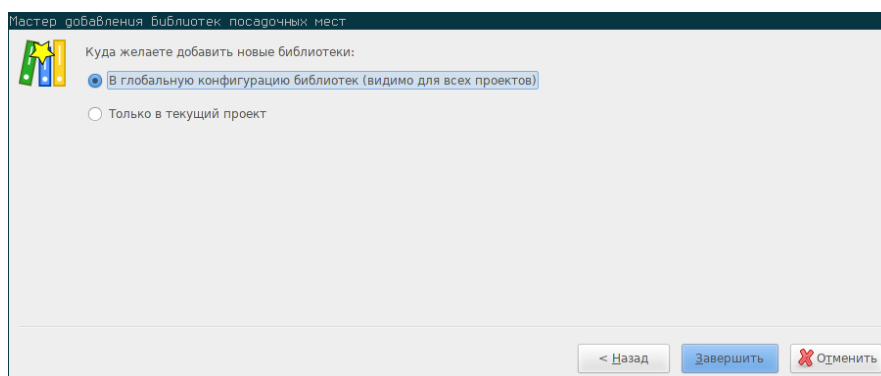 Мастер добавления библиотек посадочных мест
Куда желаете добавить новые библиотеки:
В глобальную конфигурацию библиотек (видимо для всех проектов)
Только в текущий проект
< Назад
Завершить
Отменить